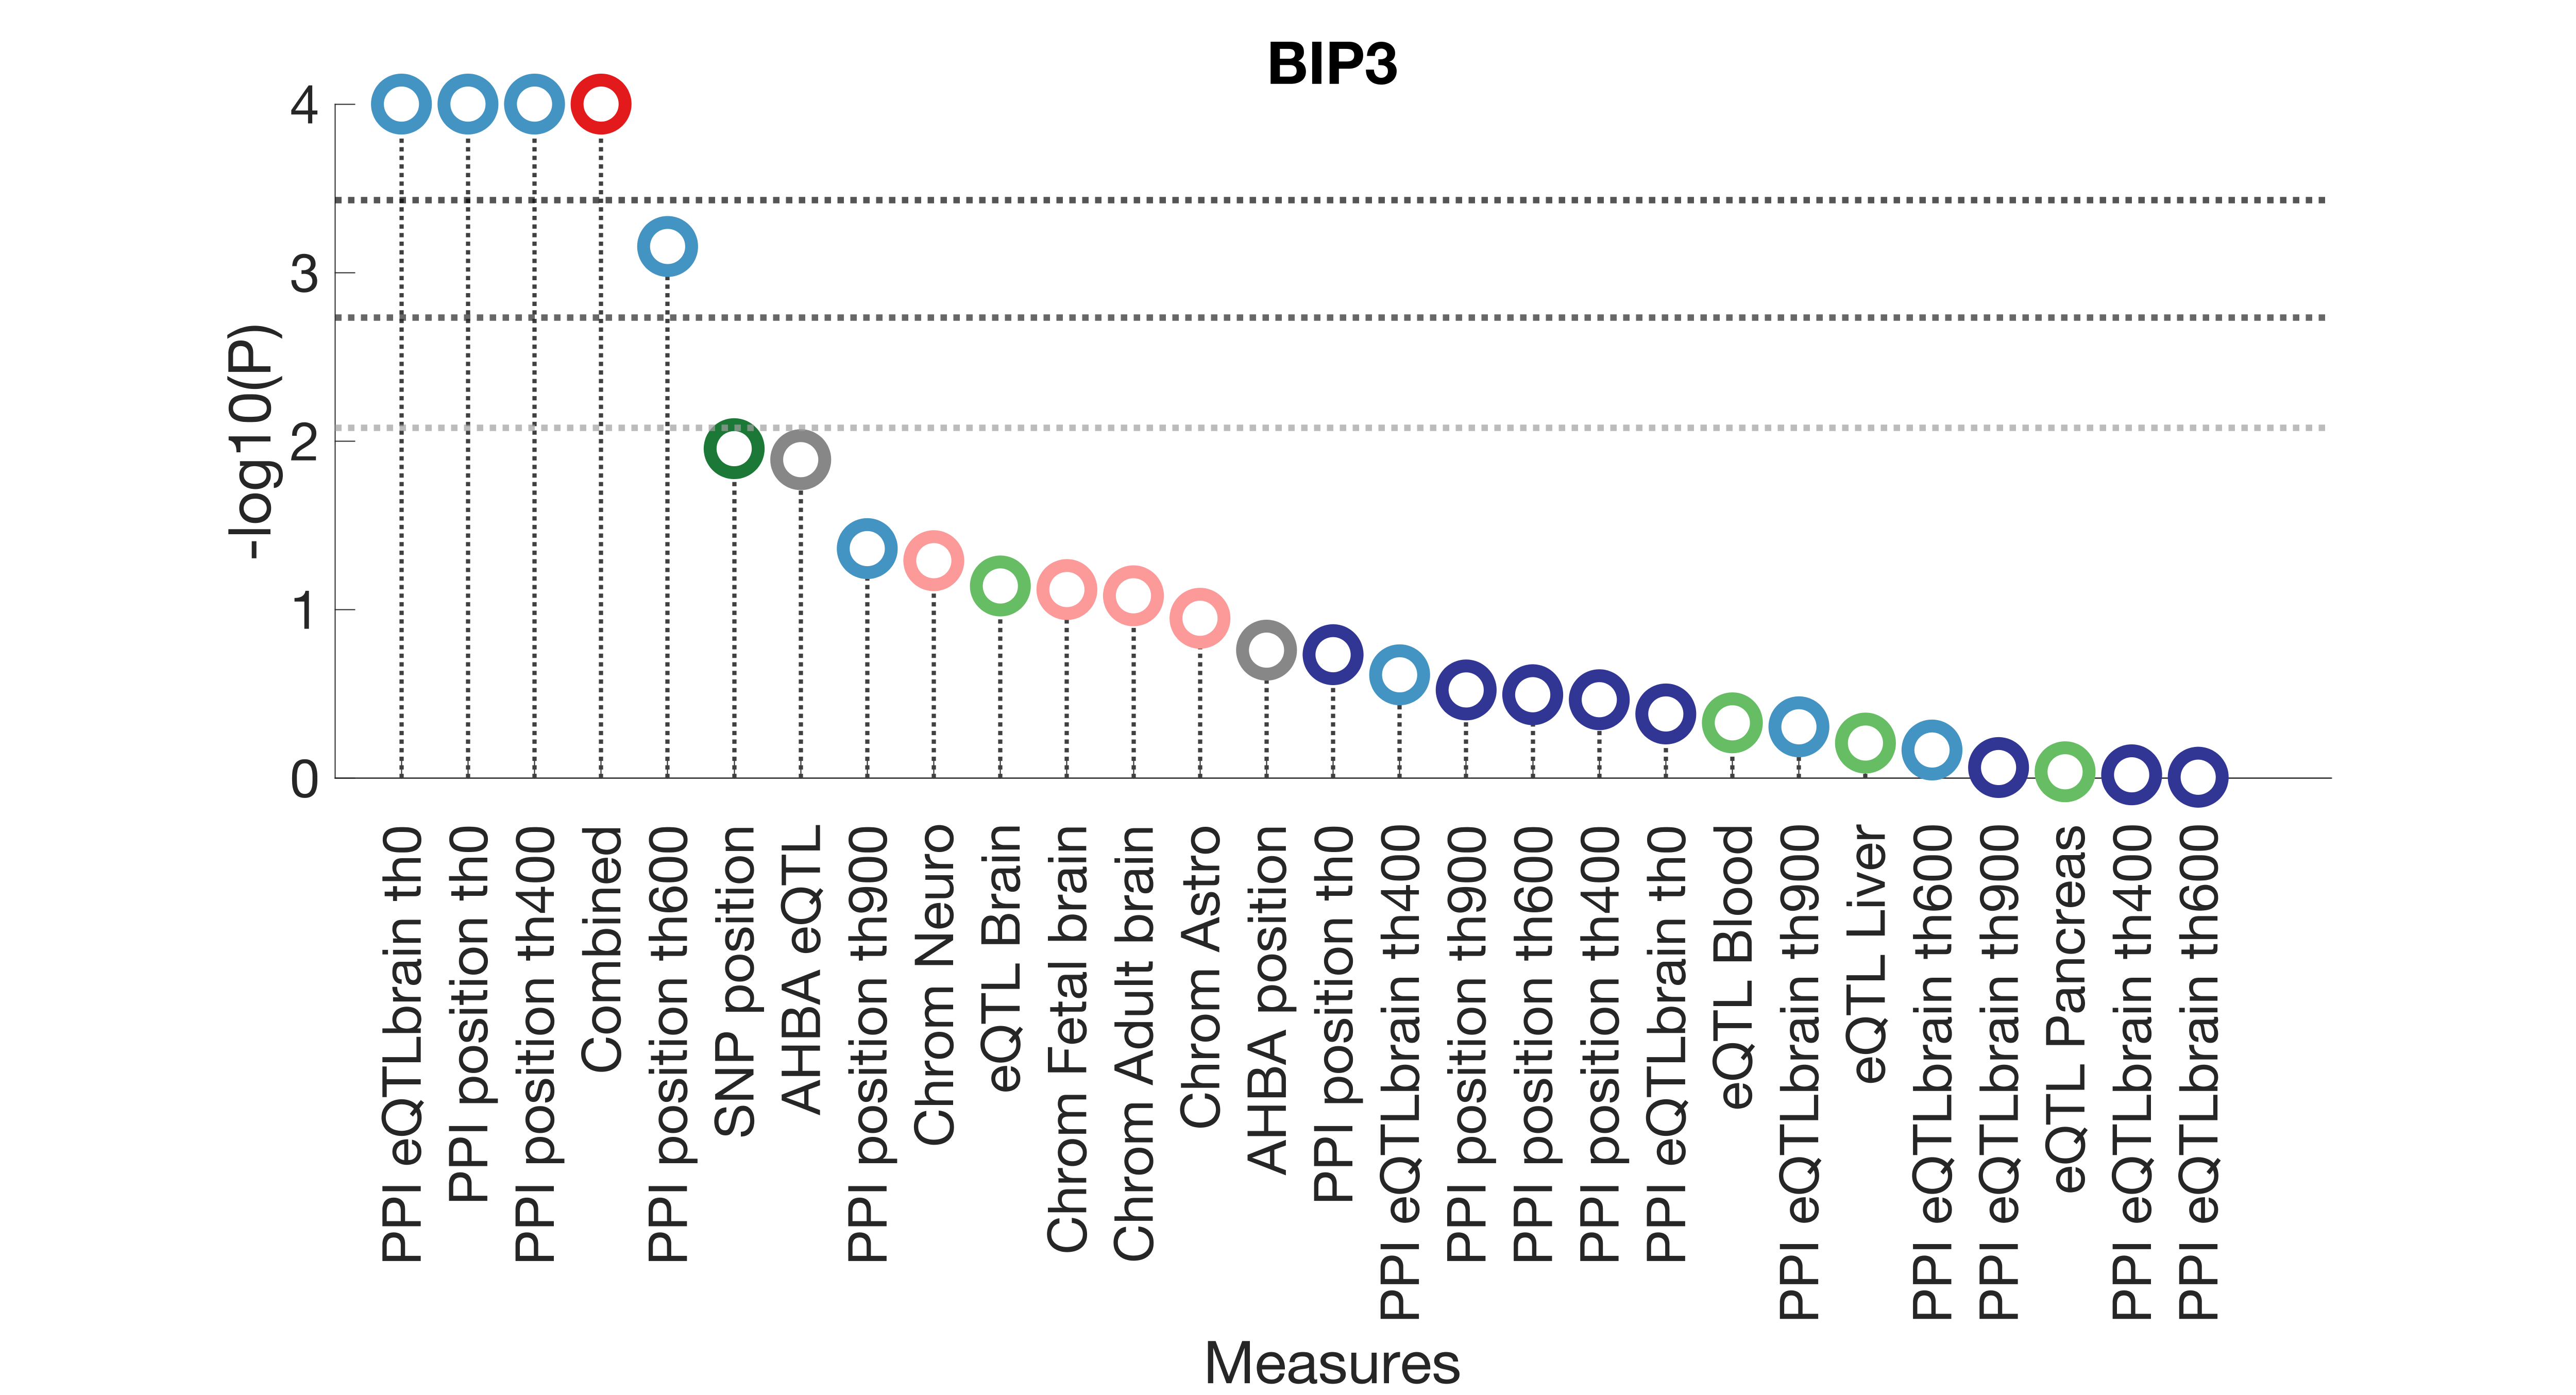 BIP3
-log10(P)
4
3
2
1
0
PPI eQTLbrain th0
PPI position th0
PPI position th400
Combined
PPI position th600
SNP position
AHBA eQTL
PPI position th900
Chrom Neuro
eQTL Brain
Chrom Fetal brain
Chrom Adult brain
Chrom Astro
AHBA position
PPI position th0
PPI eQTLbrain th400
PPI position th900
PPI position th600
PPI position th400
PPI eQTLbrain th0
eQTL Blood
PPI eQTLbrain th900
eQTL Liver
PPI eQTLbrain th600
PPI eQTLbrain th900
eQTL Pancreas
PPI eQTLbrain th400
PPI eQTLbrain th600
Measures